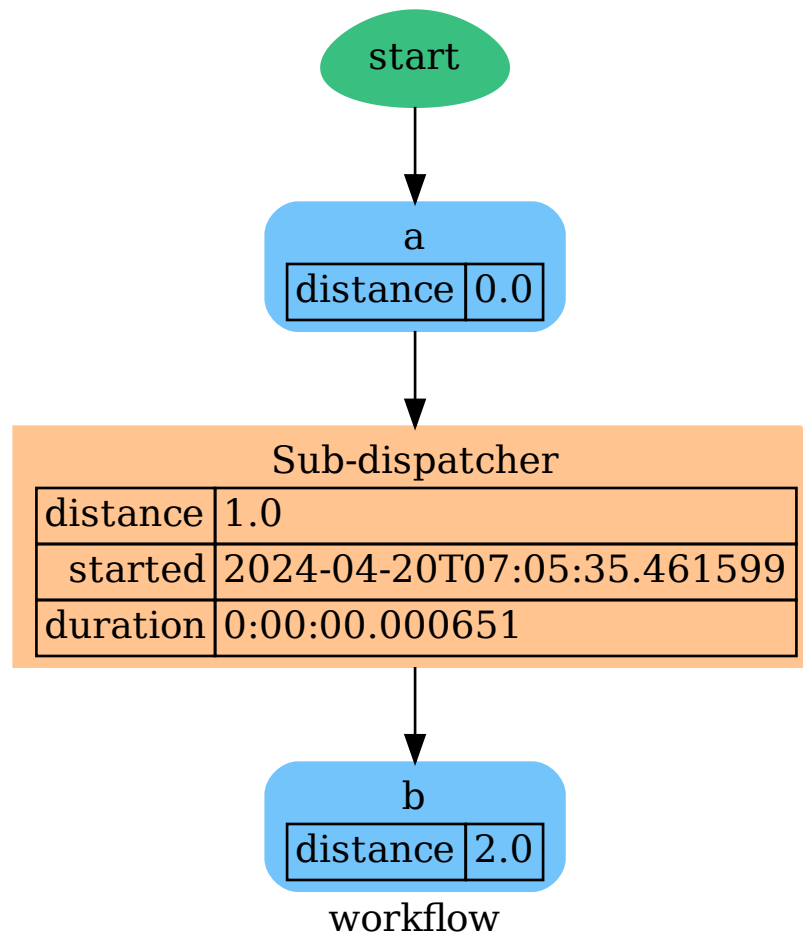 start
a
distance 0.0
Sub-dispatcher
distance 1.0
started 2024-04-20T07:05:35.461599
duration 0:00:00.000651
b
distance 2.0
workflow